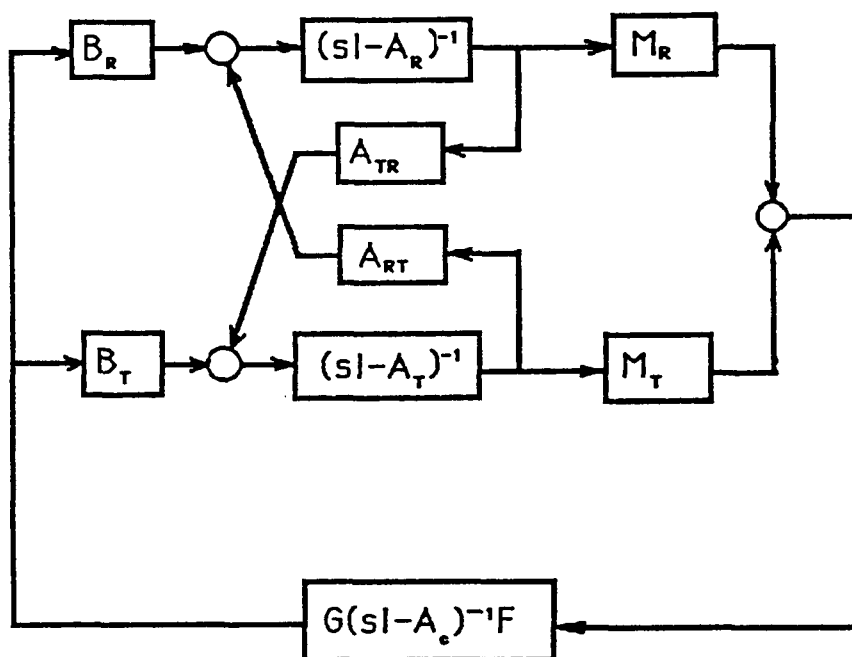 B_R
(sI-A_R)⁻¹
M_R
A_TR
A_RT
B_T
(sI-A_T)⁻¹
M_T
G(sI-A_c)⁻¹F